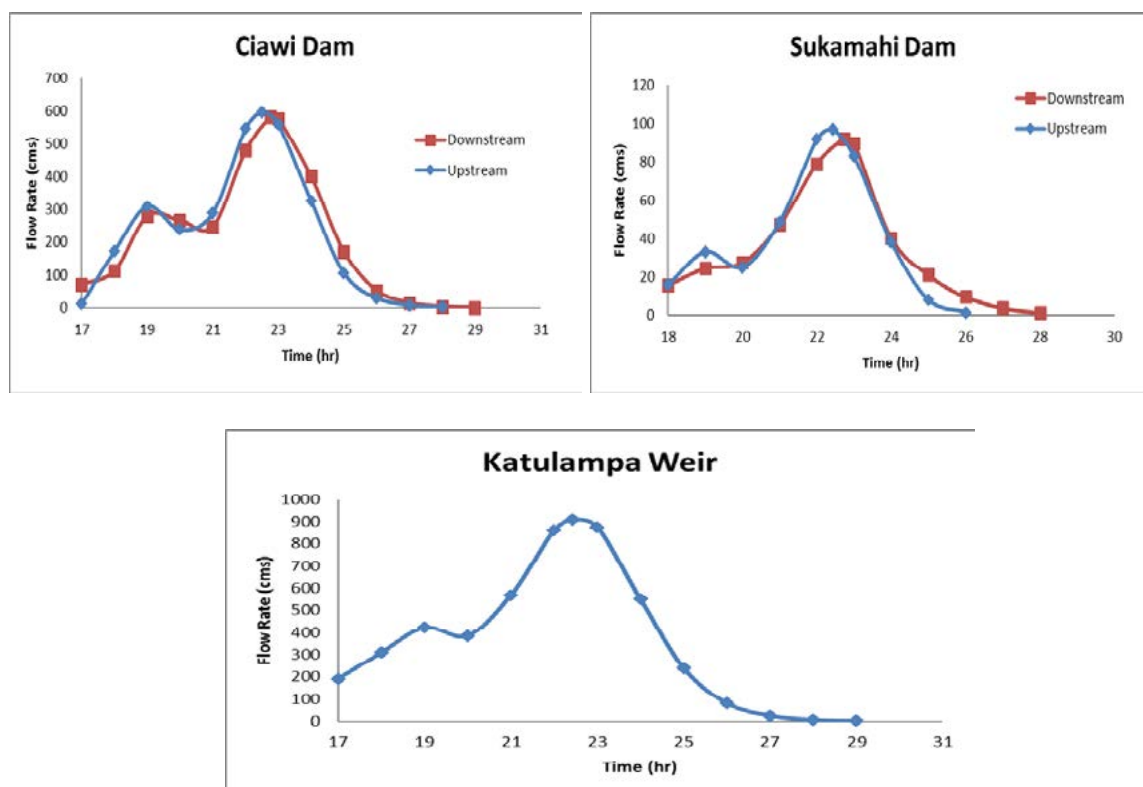 Ciawi Dam
700
600
500
400
300
200
100
0
Flow Rate (cms)
Downstream
Upstream
17 19 21 23 25 27 29 31
Time (hr)
Sukamahi Dam
120
100
80
60
40
20
0
Flow Rate (cms)
Downstream
Upstream
18 20 22 24 26 28 30
Time (hr)
Katulampa Weir
1000
900
800
700
600
500
400
300
200
100
0
Flow Rate (cms)
17 19 21 23 25 27 29 31
Time (hr)